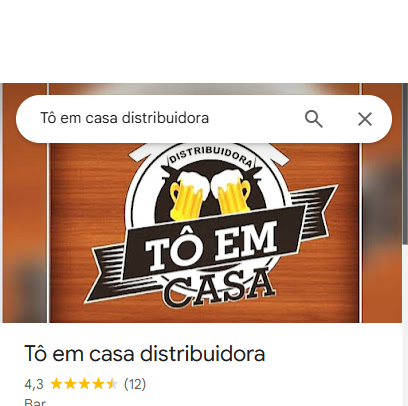 Tô em casa distribuidora
DISTRIBUIDORA
TÔ EM
CASA
Tô em casa distribuidora
4,3 (12)
Bar